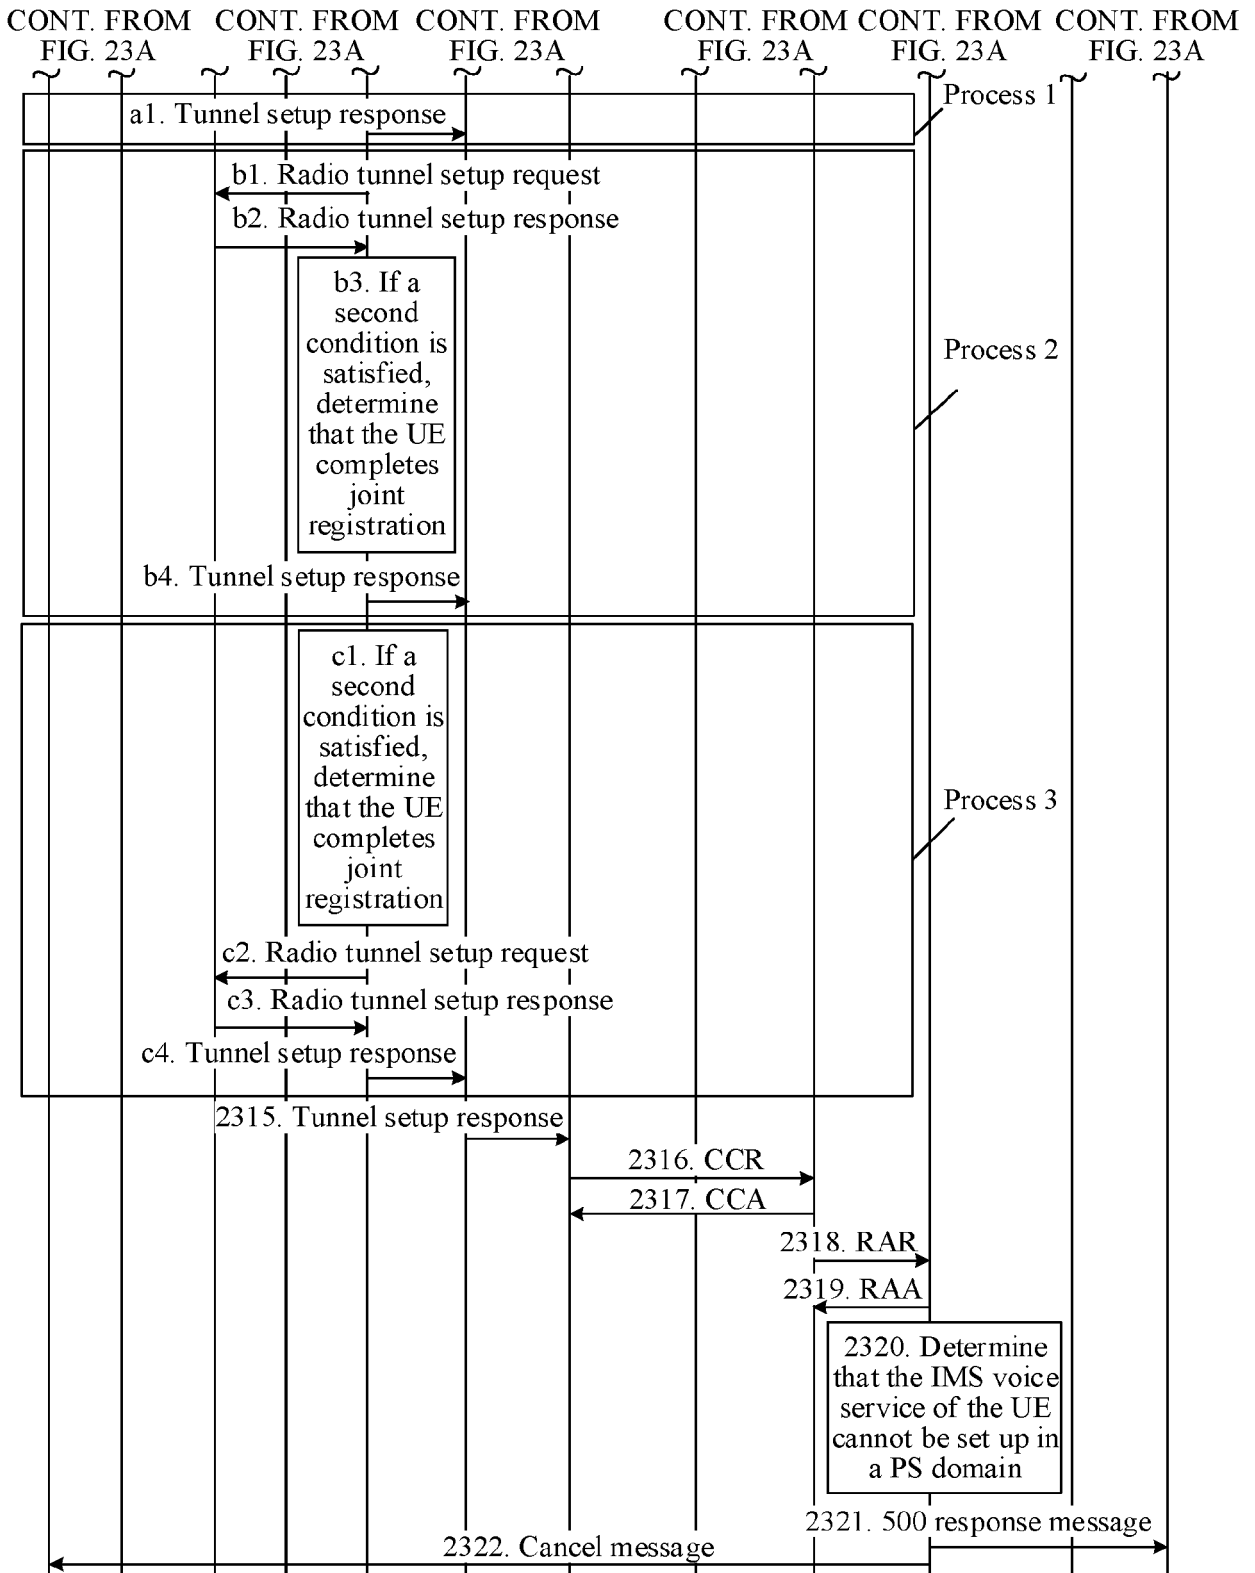 CONT. FROM FIG. 23A
CONT. FROM FIG. 23A
CONT. FROM FIG. 23A
CONT. FROM FIG. 23A
CONT. FROM FIG. 23A
CONT. FROM FIG. 23A
Process 1
a1. Tunnel setup response
b1. Radio tunnel setup request
b2. Radio tunnel setup response
b3. If a
second
condition is
satisfied,
determine
that the UE
completes
joint
registration
Process 2
b4. Tunnel setup response
c1. If a
second
condition is
satisfied,
determine
that the UE
completes
joint
registration
Process 3
c2. Radio tunnel setup request
c3. Radio tunnel setup response
c4. Tunnel setup response
2315. Tunnel setup response
2316. CCR
2317. CCA
2318. RAR
2319. RAA
2320. Determine
that the IMS voice
service of the UE
cannot be set up in
a PS domain
2321. 500 response message
2322. Cancel message